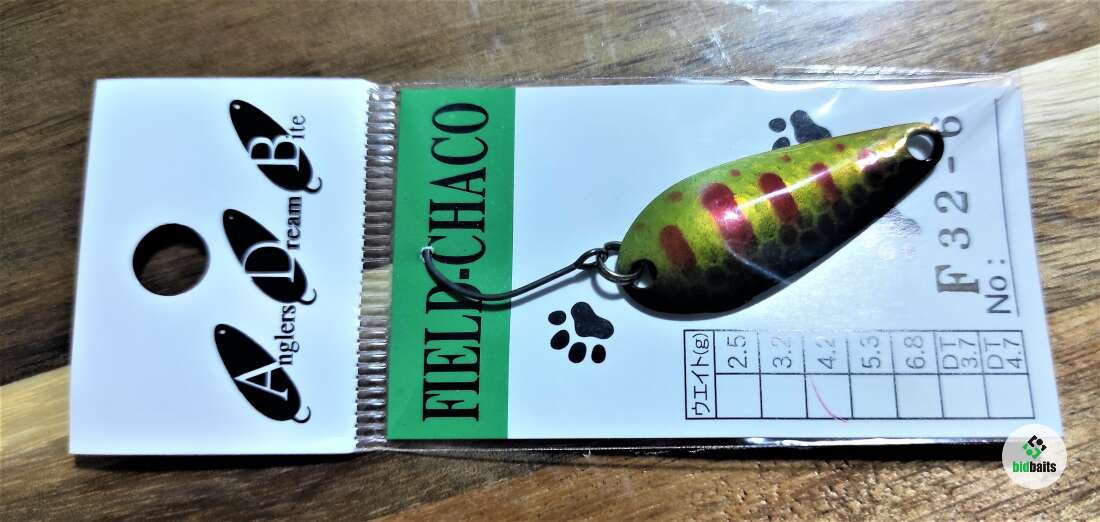 Anglers
Dream
Bite
FIELD-CHACO
No: F32-6
ウエイト(g)
2.5
3.2
4.2
5.3
6.8
DT
3.7
DT
4.7
bidbaits